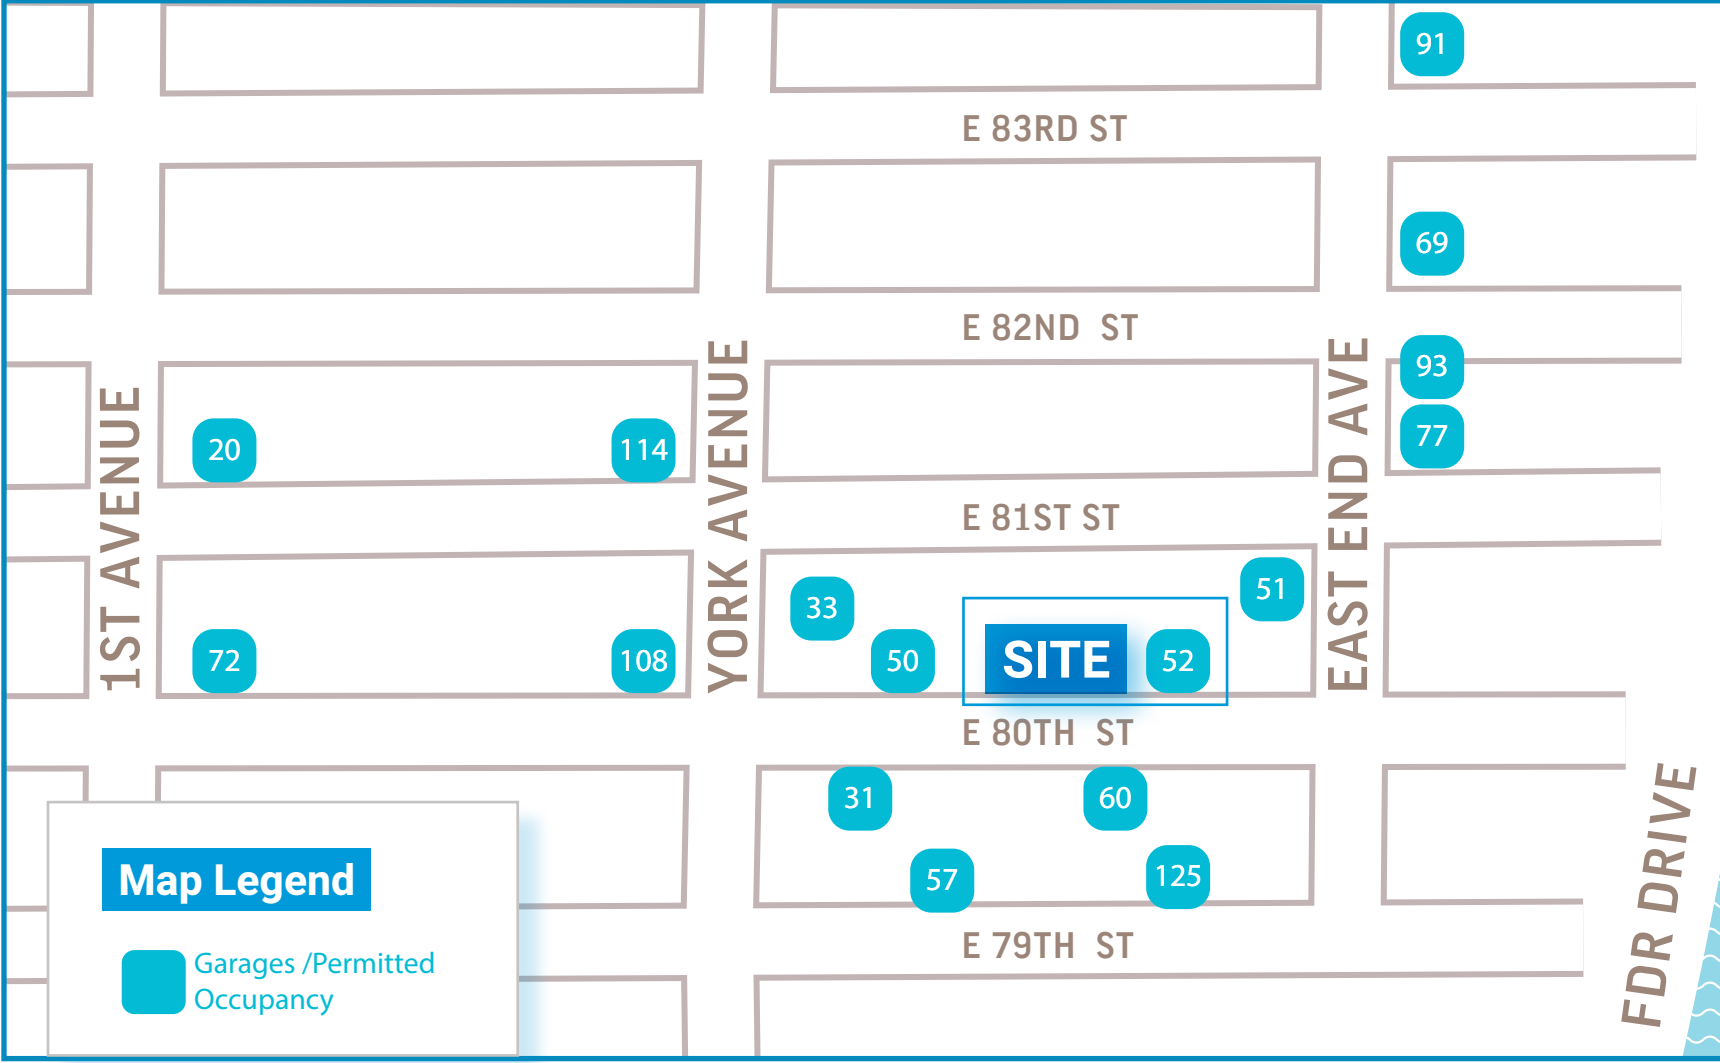 91
E 83RD ST
69
E 82ND ST
93
77
20
114
1ST AVENUE
YORK AVENUE
EAST END AVE
E 81ST ST
51
33
72
108
50
SITE
52
E 80TH ST
31
60
57
125
E 79TH ST
FDR DRIVE
Map Legend
Garages /Permitted
Occupancy